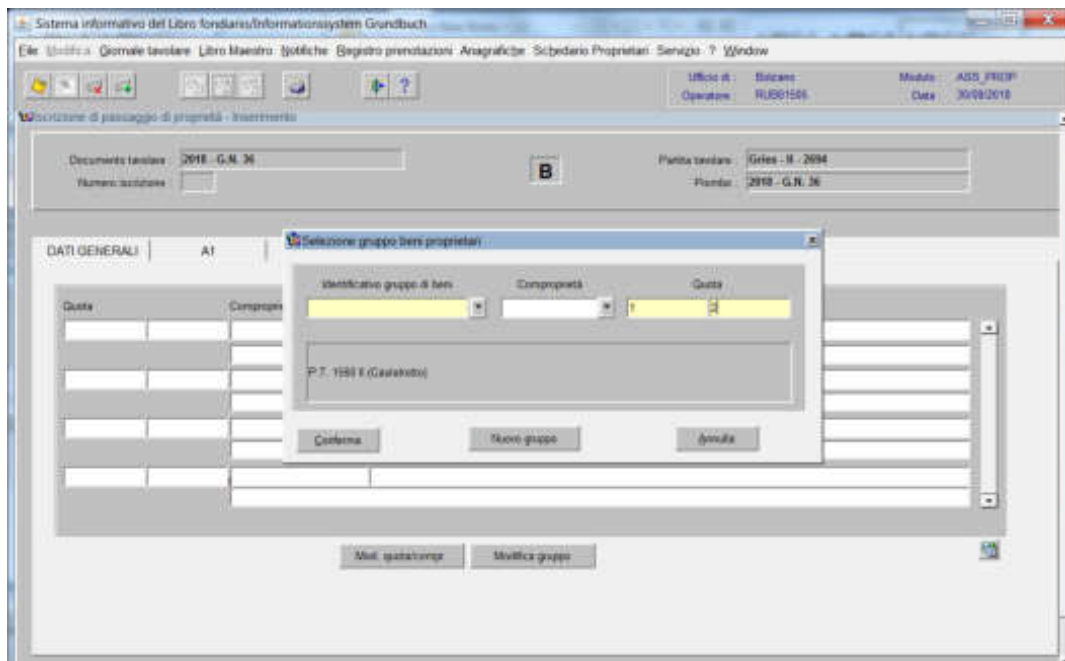 Sistema informativo del Libro fondiario/Informationssystem Grundbuch
File Modifica Giornale tavolare Libro Maestro Notifiche Registro prenotazioni Anagrafiche Schedario Proprietari Servizio ? Window
Ufficio di Bolzano Modulo ASS_PROP
Operatore RUB61506 Data 30/08/2018
Iscrizione di passaggio di proprietà - Inserimento
Documento tavolare 2018 - G.N. 36 B Partita tavolare Gries - II - 2694
Numero iscrizione Piombo 2018 - G.N. 36
DATI GENERALI A1
Selezione gruppo beni proprietari
Identificativo gruppo di beni Comproprietà Quota
1 2
Quota
P.T. 1560 II (Castelrotto)
Conferma Nuovo gruppo Annulla
Mod. quota/compr Modifica gruppo